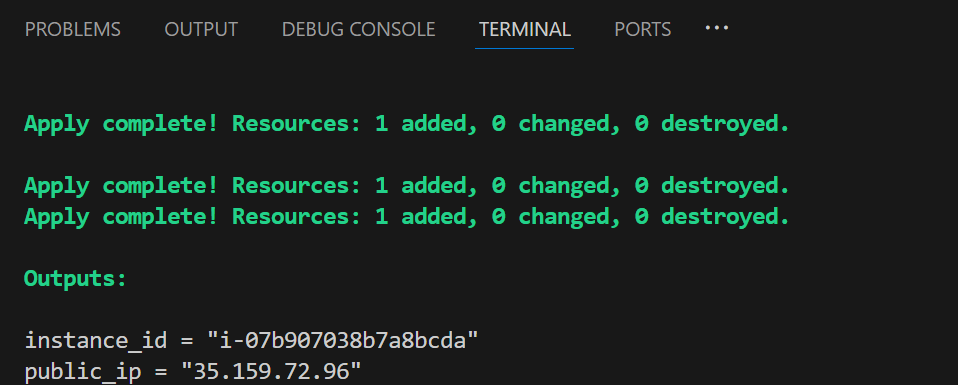 PROBLEMS OUTPUT DEBUG CONSOLE TERMINAL PORTS ···
Apply complete! Resources: 1 added, 0 changed, 0 destroyed.
Apply complete! Resources: 1 added, 0 changed, 0 destroyed.
Apply complete! Resources: 1 added, 0 changed, 0 destroyed.
Outputs:
instance_id = "i-07b907038b7a8bcda"
public_ip = "35.159.72.96"